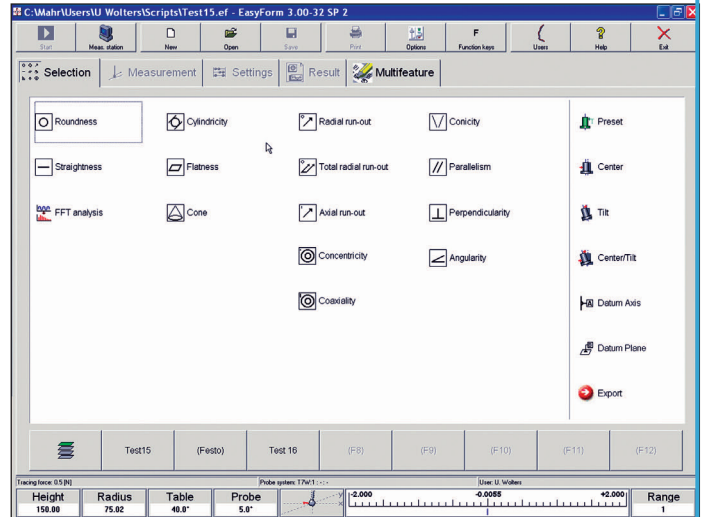 C:\Mahr\Users\U Wolters\Scripts\Test15.ef - EasyForm 3.00-32 SP 2
Start Meas. station New Open Save Print Options Function keys Users Help Exit
F
Selection Measurement Settings Result Multifeature
Roundness Cylindricity Radial run-out Conicity Preset
Straightness Flatness Total radial run-out Parallelism Center
FFT analysis Cone Axial run-out Perpendicularity Tilt
Concentricity Angularity Center/Tilt
Coaxiality Datum Axis
Datum Plane
Export
Test15 (Festo) Test 16 (F8) (F9) (F10) (F11) (F12)
Tracing force: 0.5 [N] Probe system: T7W:1 : - : - User: U. Wolters
Height Radius Table Probe -2.000 -0.0055 +2.000 Range
150.00 75.02 40.0° 5.0° 1